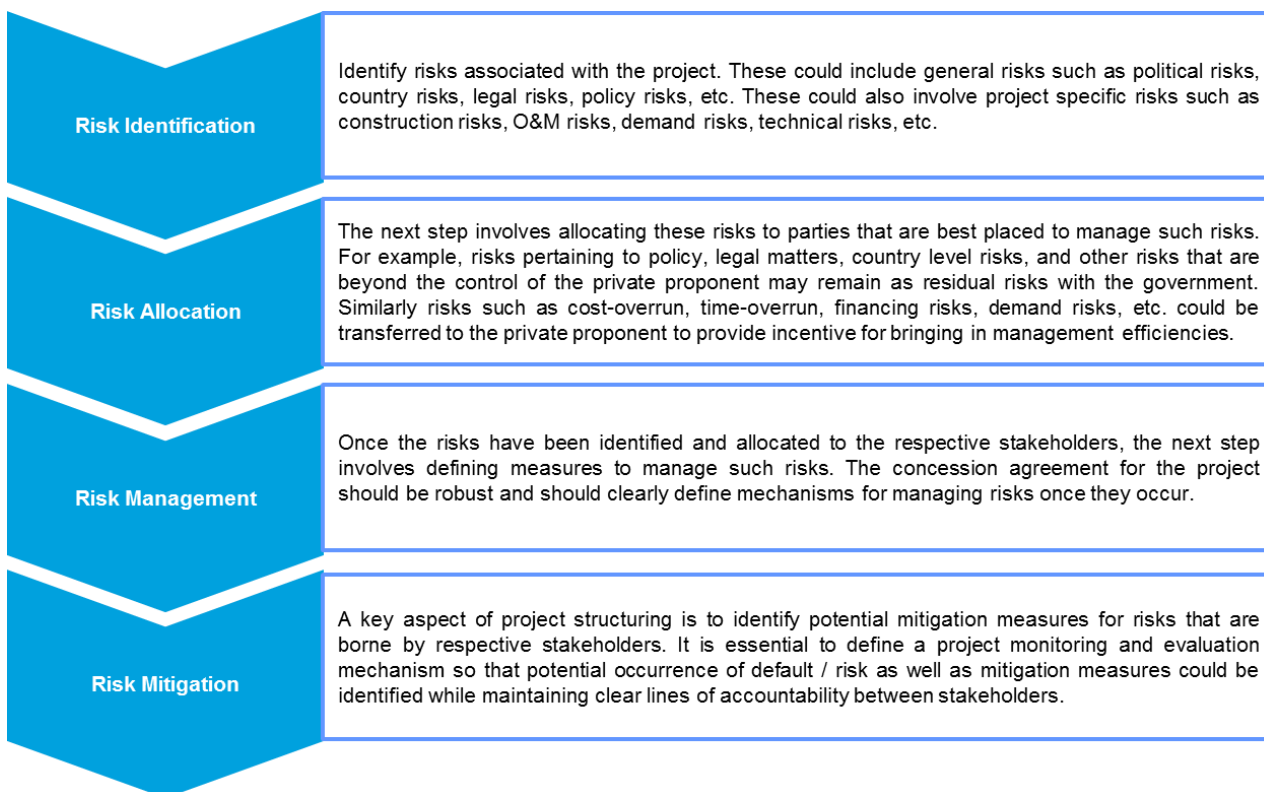 Risk Identification
Identify risks associated with the project. These could include general risks such as political risks,
country risks, legal risks, policy risks, etc. These could also involve project specific risks such as
construction risks, O&M risks, demand risks, technical risks, etc.
Risk Allocation
The next step involves allocating these risks to parties that are best placed to manage such risks.
For example, risks pertaining to policy, legal matters, country level risks, and other risks that are
beyond the control of the private proponent may remain as residual risks with the government.
Similarly risks such as cost-overrun, time-overrun, financing risks, demand risks, etc. could be
transferred to the private proponent to provide incentive for bringing in management efficiencies.
Risk Management
Once the risks have been identified and allocated to the respective stakeholders, the next step
involves defining measures to manage such risks. The concession agreement for the project
should be robust and should clearly define mechanisms for managing risks once they occur.
Risk Mitigation
A key aspect of project structuring is to identify potential mitigation measures for risks that are
borne by respective stakeholders. It is essential to define a project monitoring and evaluation
mechanism so that potential occurrence of default / risk as well as mitigation measures could be
identified while maintaining clear lines of accountability between stakeholders.